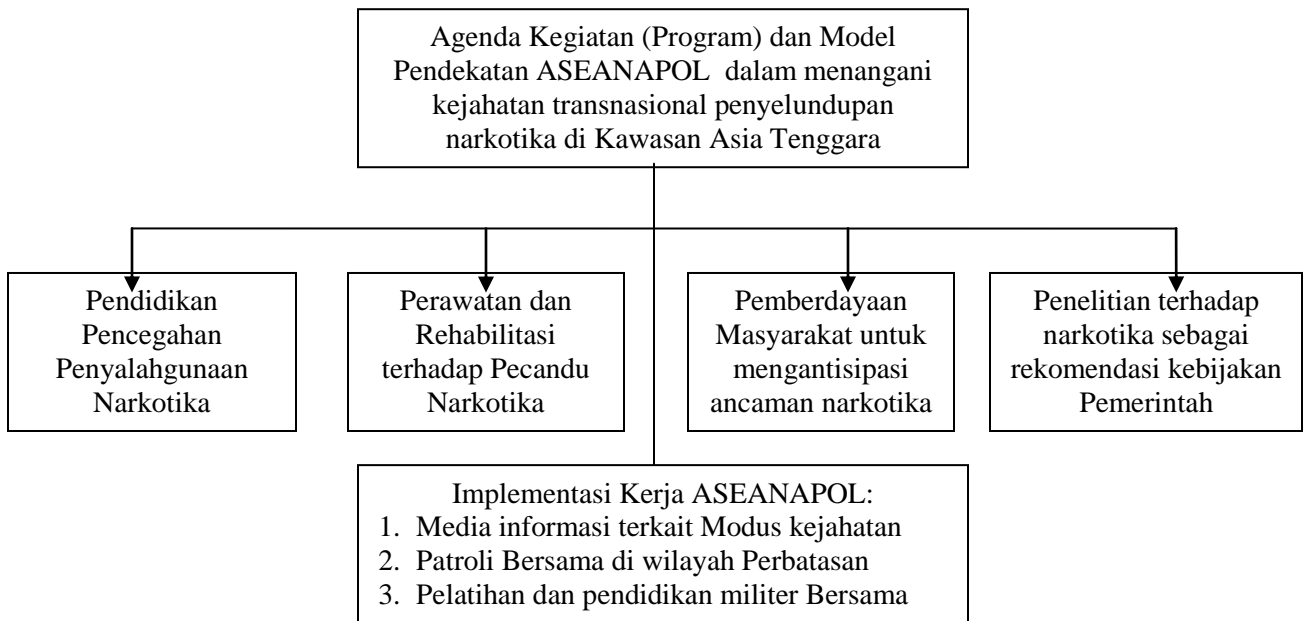 Agenda Kegiatan (Program) dan Model
Pendekatan ASEANAPOL dalam menangani
kejahatan transnasional penyelundupan
narkotika di Kawasan Asia Tenggara
Pendidikan
Pencegahan
Penyalahgunaan
Narkotika
Perawatan dan
Rehabilitasi
terhadap Pecandu
Narkotika
Pemberdayaan
Masyarakat untuk
mengantisipasi
ancaman narkotika
Penelitian terhadap
narkotika sebagai
rekomendasi kebijakan
Pemerintah
Implementasi Kerja ASEANAPOL:
1. Media informasi terkait Modus kejahatan
2. Patroli Bersama di wilayah Perbatasan
3. Pelatihan dan pendidikan militer Bersama